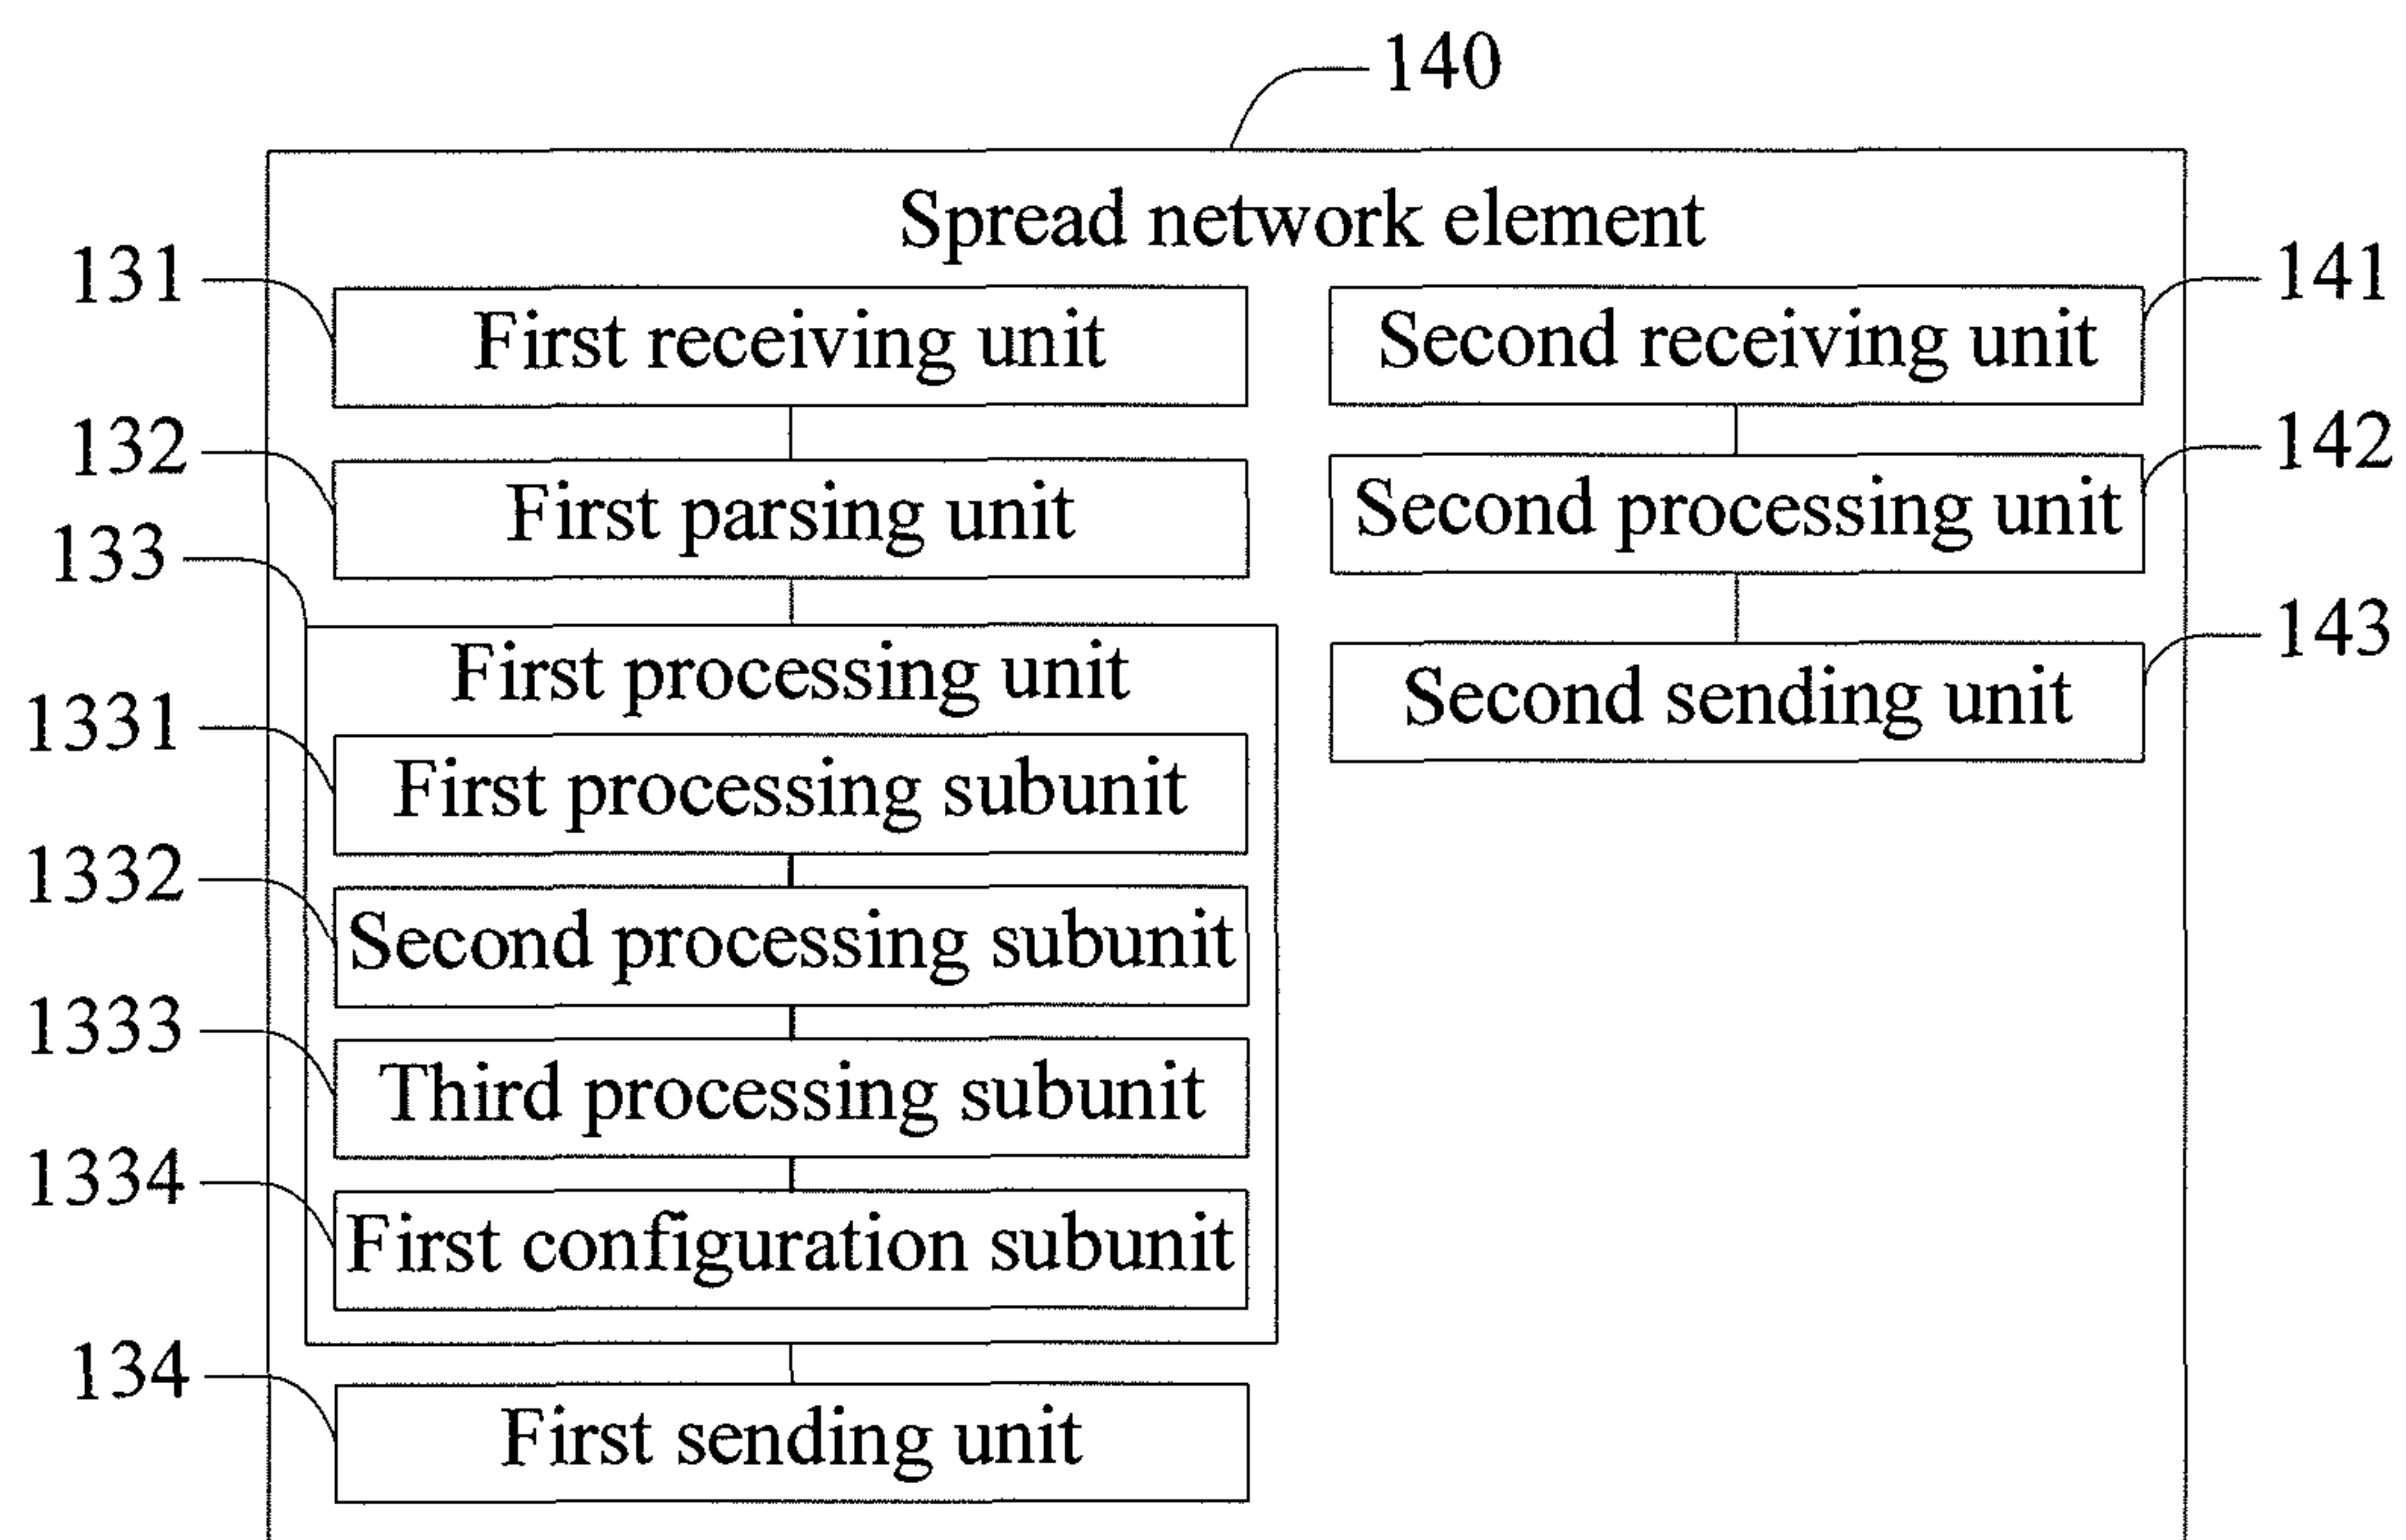 140
Spread network element
131
First receiving unit
Second receiving unit
141
132
First parsing unit
Second processing unit
142
133
First processing unit
Second sending unit
143
1331
First processing subunit
1332
Second processing subunit
1333
Third processing subunit
1334
First configuration subunit
134
First sending unit